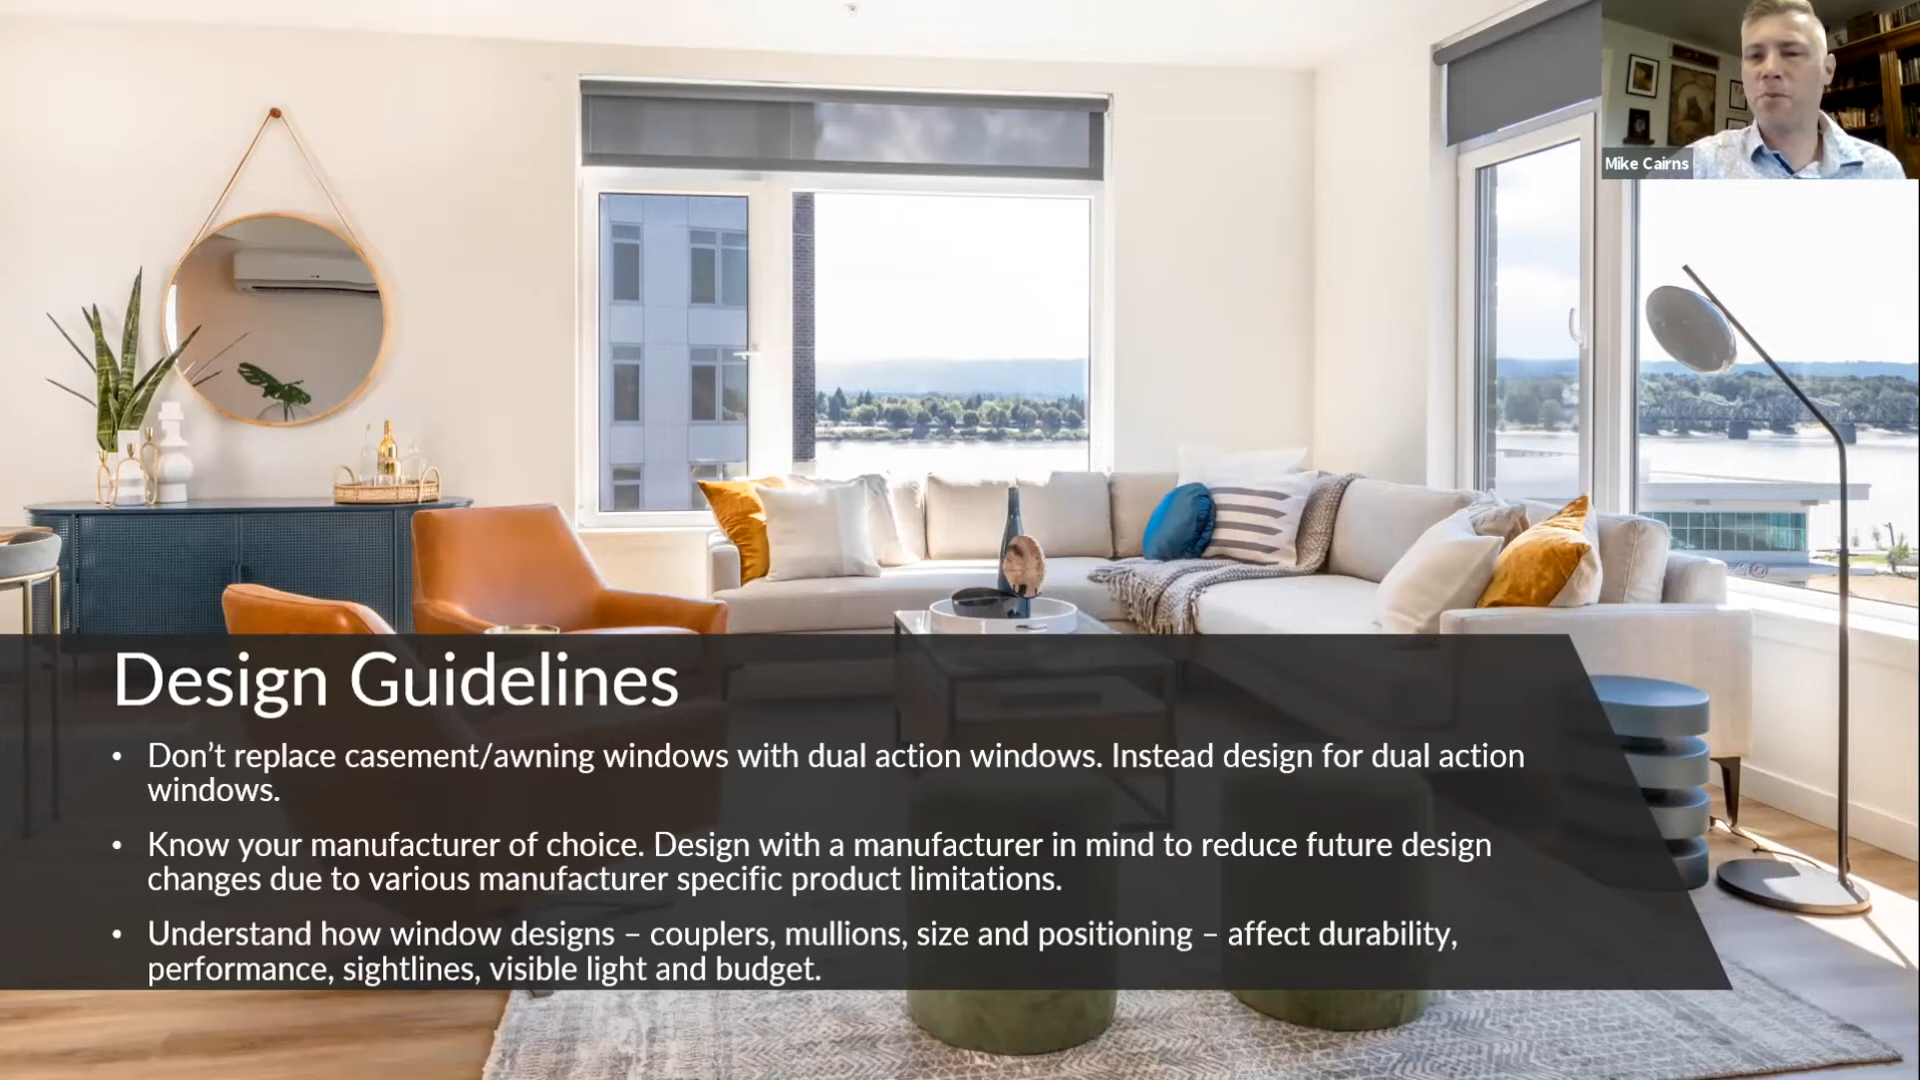 Mike Cairns
Design Guidelines
• Don’t replace casement/awning windows with dual action windows. Instead design for dual action
windows.
• Know your manufacturer of choice. Design with a manufacturer in mind to reduce future design
changes due to various manufacturer specific product limitations.
• Understand how window designs – couplers, mullions, size and positioning – affect durability,
performance, sightlines, visible light and budget.